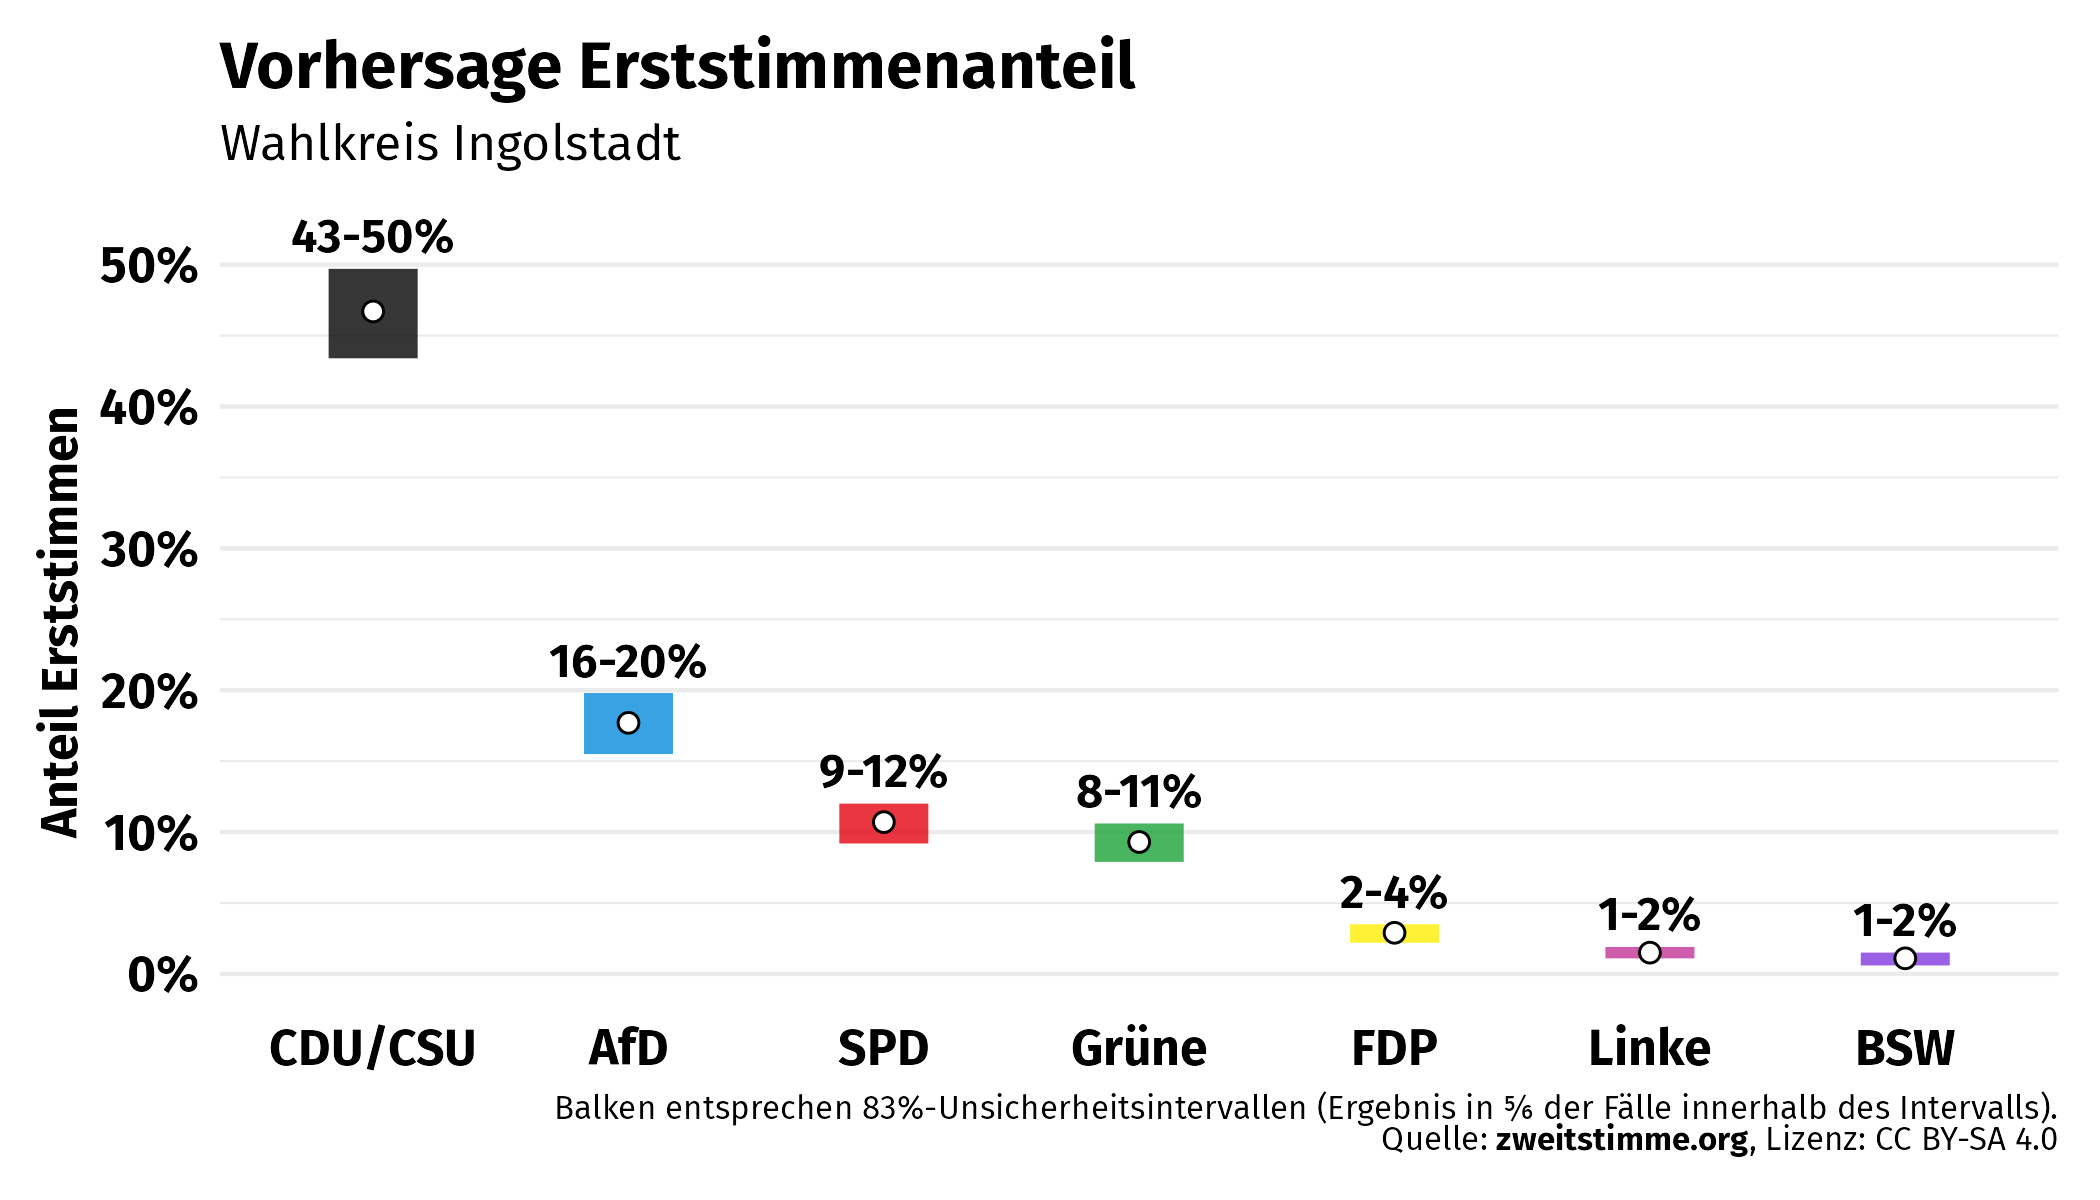 Vorhersage Erststimmenanteil
Wahlkreis Ingolstadt
Anteil Erststimmen
50%
40%
30%
20%
10%
0%
43-50%
16-20%
9-12%
8-11%
2-4%
1-2%
1-2%
CDU/CSU AfD SPD Grüne FDP Linke BSW
Balken entsprechen 83%-Unsicherheitsintervallen (Ergebnis in ⅚ der Fälle innerhalb des Intervalls).
Quelle: zweitstimme.org, Lizenz: CC BY-SA 4.0